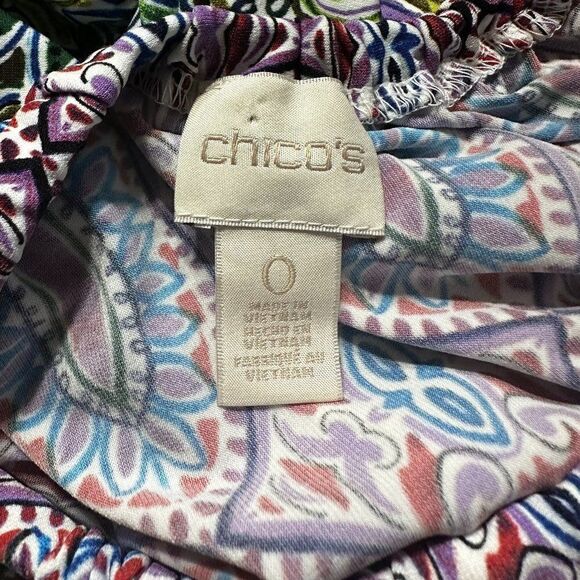 chico's
0
MADE IN
VIETNAM
HECHO EN
VIETNAM
FABRIQUÉ AU
VIETNAM